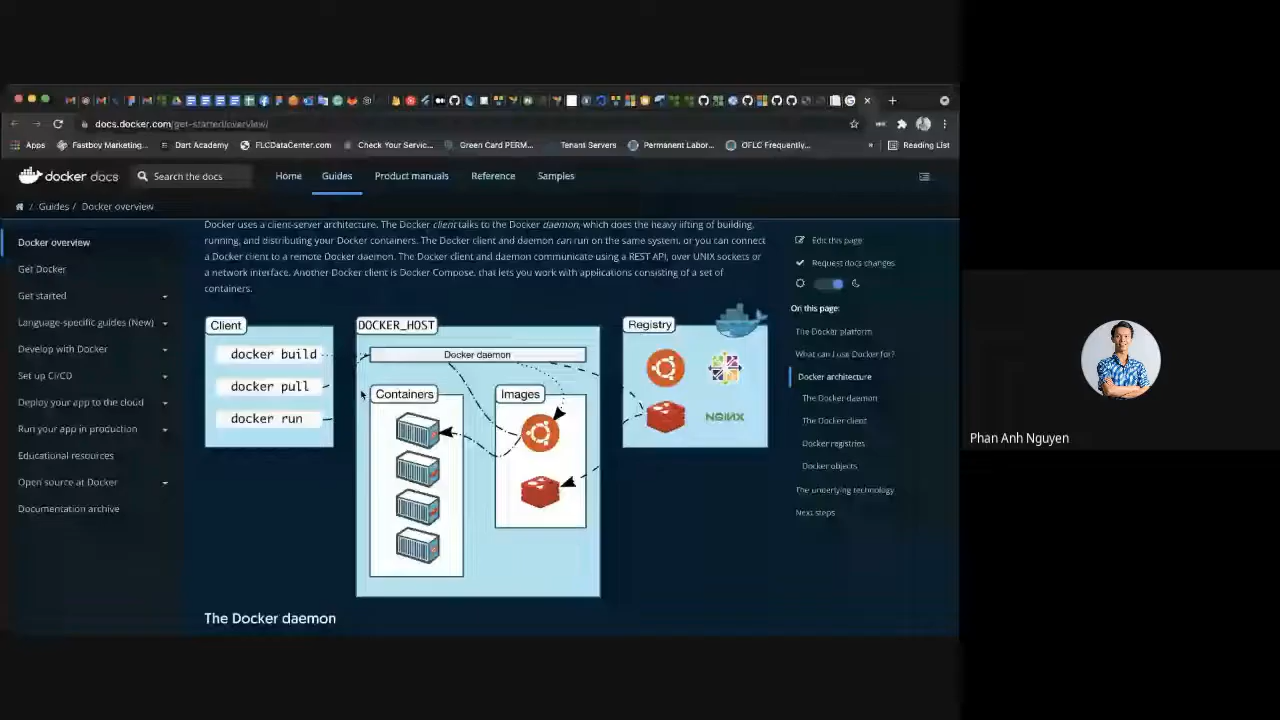 docs.docker.com/get-started/overview/
Apps
Fastboy Marketing...
Dart Academy
FLCDataCenter.com
Check Your Servic...
Green Card PERM...
Tenant Servers
Permanent Labor...
OFLC Frequently...
»
Reading List
docker docs
Search the docs
Home
Guides
Product manuals
Reference
Samples
Guides / Docker overview
Docker overview
Get Docker
Get started
Language-specific guides (New)
Develop with Docker
Set up CI/CD
Deploy your app to the cloud
Run your app in production
Educational resources
Open source at Docker
Documentation archive
Docker uses a client-server architecture. The Docker client talks to the Docker daemon, which does the heavy lifting of building,
running, and distributing your Docker containers. The Docker client and daemon can run on the same system, or you can connect
a Docker client to a remote Docker daemon. The Docker client and daemon communicate using a REST API, over UNIX sockets or
a network interface. Another Docker client is Docker Compose, that lets you work with applications consisting of a set of
containers.
Client
docker build
docker pull
docker run
DOCKER_HOST
Docker daemon
Containers
Images
Registry
NGINX
The Docker daemon
Edit this page
Request docs changes
On this page:
The Docker platform
What can I use Docker for?
Docker architecture
The Docker daemon
The Docker client
Docker registries
Docker objects
The underlying technology
Next steps
Phan Anh Nguyen